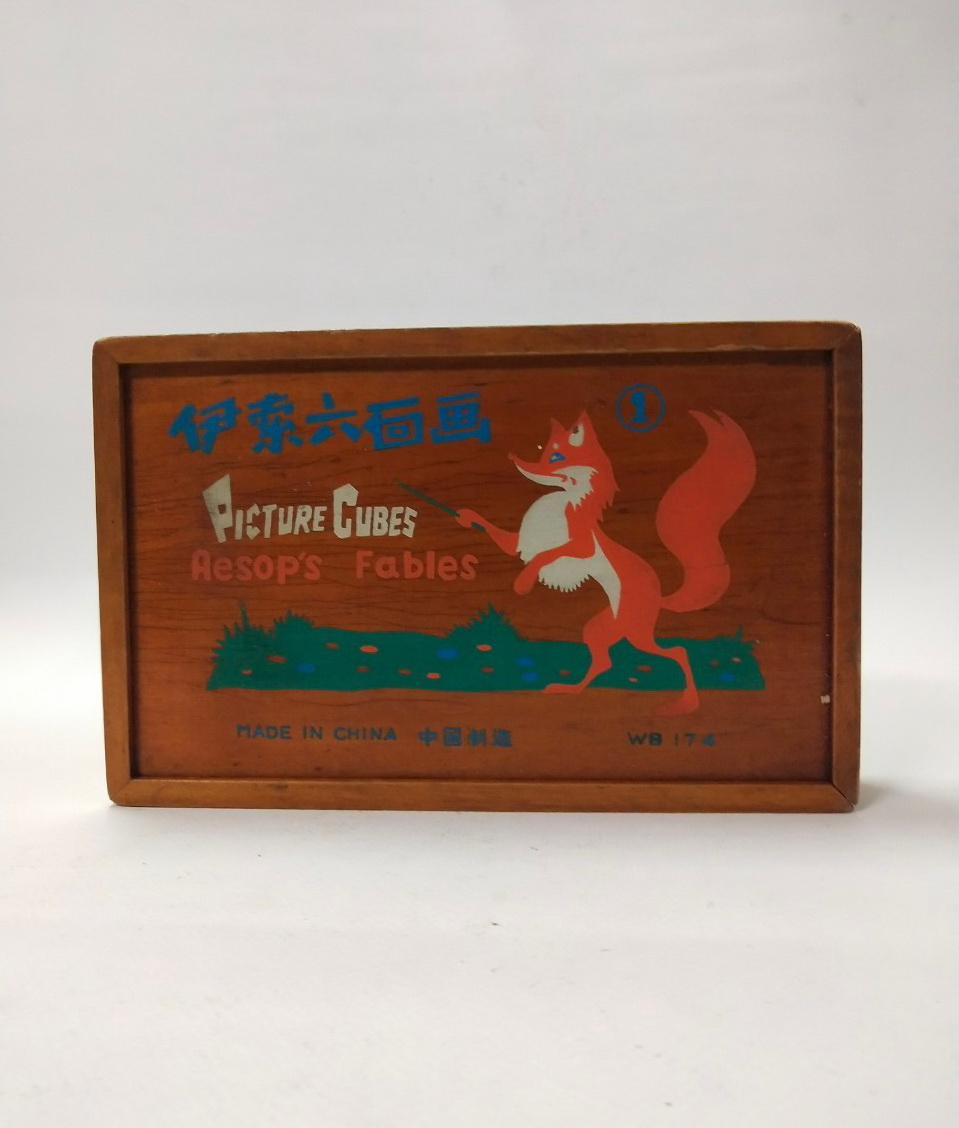 伊索六面画
①
PICTURE CUBES
Aesop's Fables
MADE IN CHINA 中国制造
WB 174